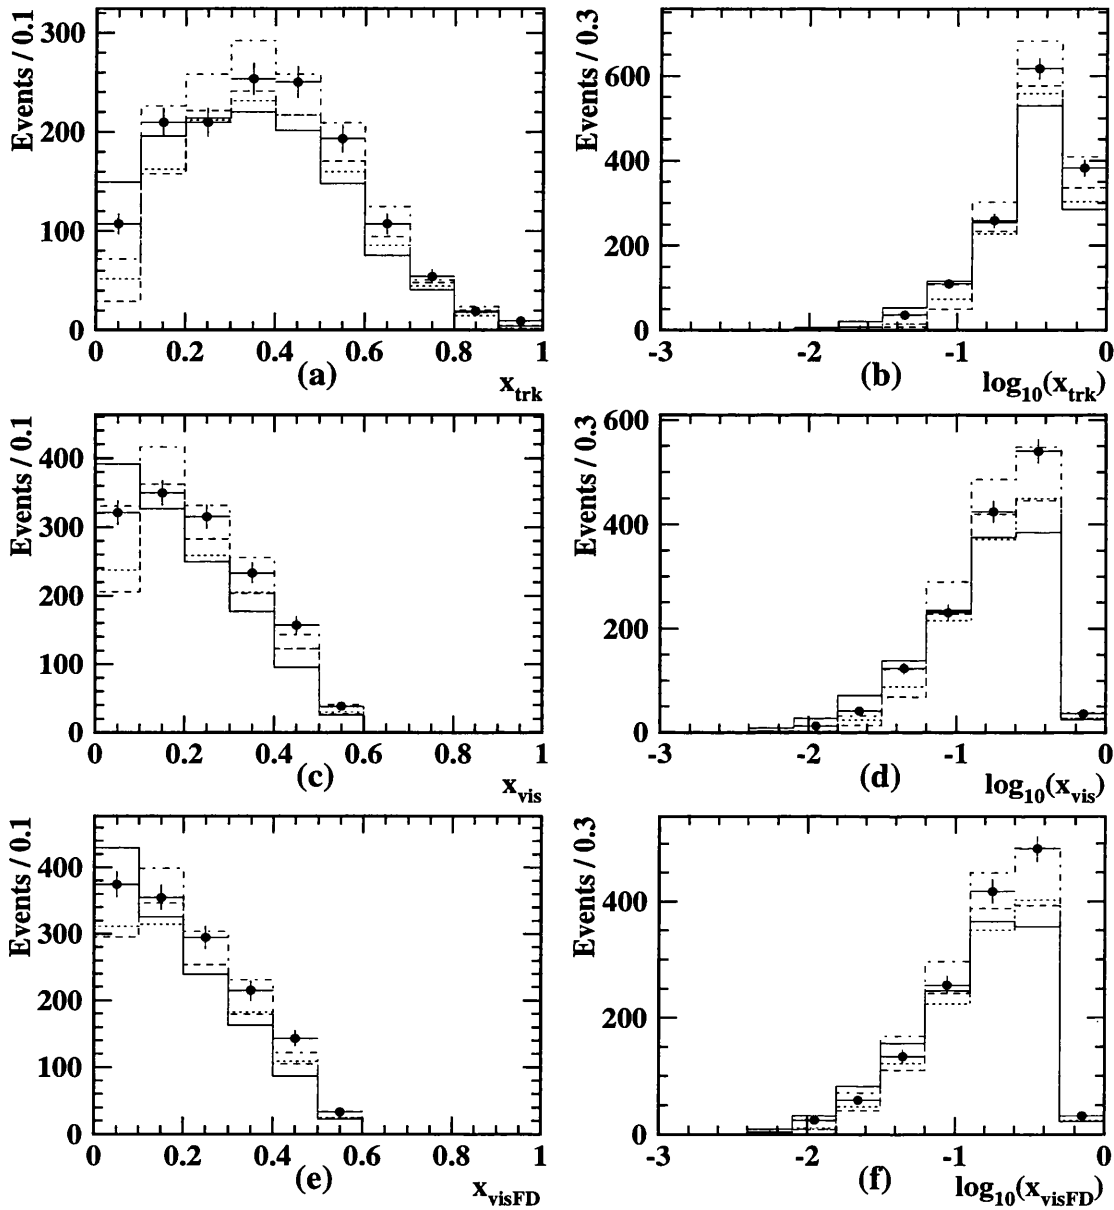 Events / 0.1
300
200
100
0
0 0.2 0.4 0.6 0.8 1
(a)
x_trk
Events / 0.3
600
400
200
0
-3 -2 -1 0
(b)
log₁₀(x_trk)
Events / 0.1
400
300
200
100
0
0 0.2 0.4 0.6 0.8 1
(c)
x_vis
Events / 0.3
600
400
200
0
-3 -2 -1 0
(d)
log₁₀(x_vis)
Events / 0.1
400
300
200
100
0
0 0.2 0.4 0.6 0.8 1
(e)
x_visFD
Events / 0.3
400
200
0
-3 -2 -1 0
(f)
log₁₀(x_visFD)